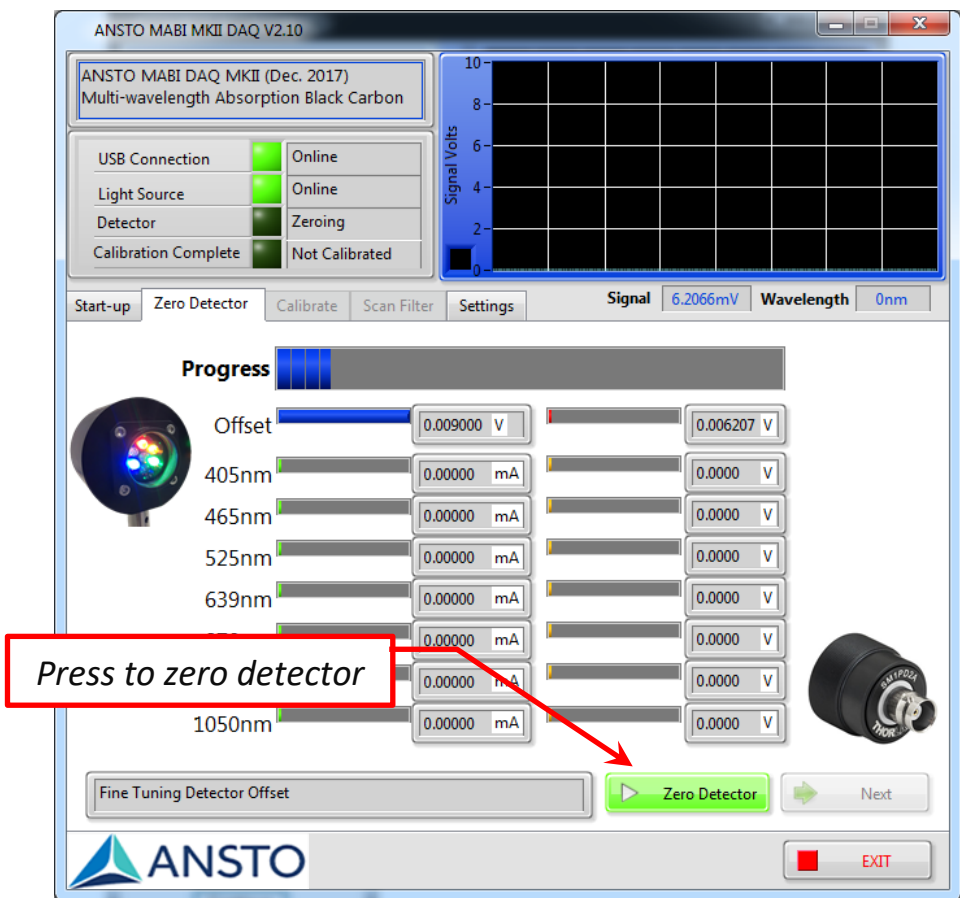 ANSTO MABI MKII DAQ V2.10
ANSTO MABI DAQ MKII (Dec. 2017)
Multi-wavelength Absorption Black Carbon
USB Connection Online
Light Source Online
Detector Zeroing
Calibration Complete Not Calibrated
Signal Volts
10
8
6
4
2
0
Start-up Zero Detector Calibrate Scan Filter Settings Signal 6.2066mV Wavelength 0nm
Progress
Offset 0.009000 V 0.006207 V
405nm 0.00000 mA 0.0000 V
465nm 0.00000 mA 0.0000 V
525nm 0.00000 mA 0.0000 V
639nm 0.00000 mA 0.0000 V
0.00000 mA 0.0000 V
Press to zero detector
0.00000 mA 0.0000 V
1050nm 0.00000 mA 0.0000 V
SM1PD2A
Fine Tuning Detector Offset Zero Detector Next
ANSTO EXIT